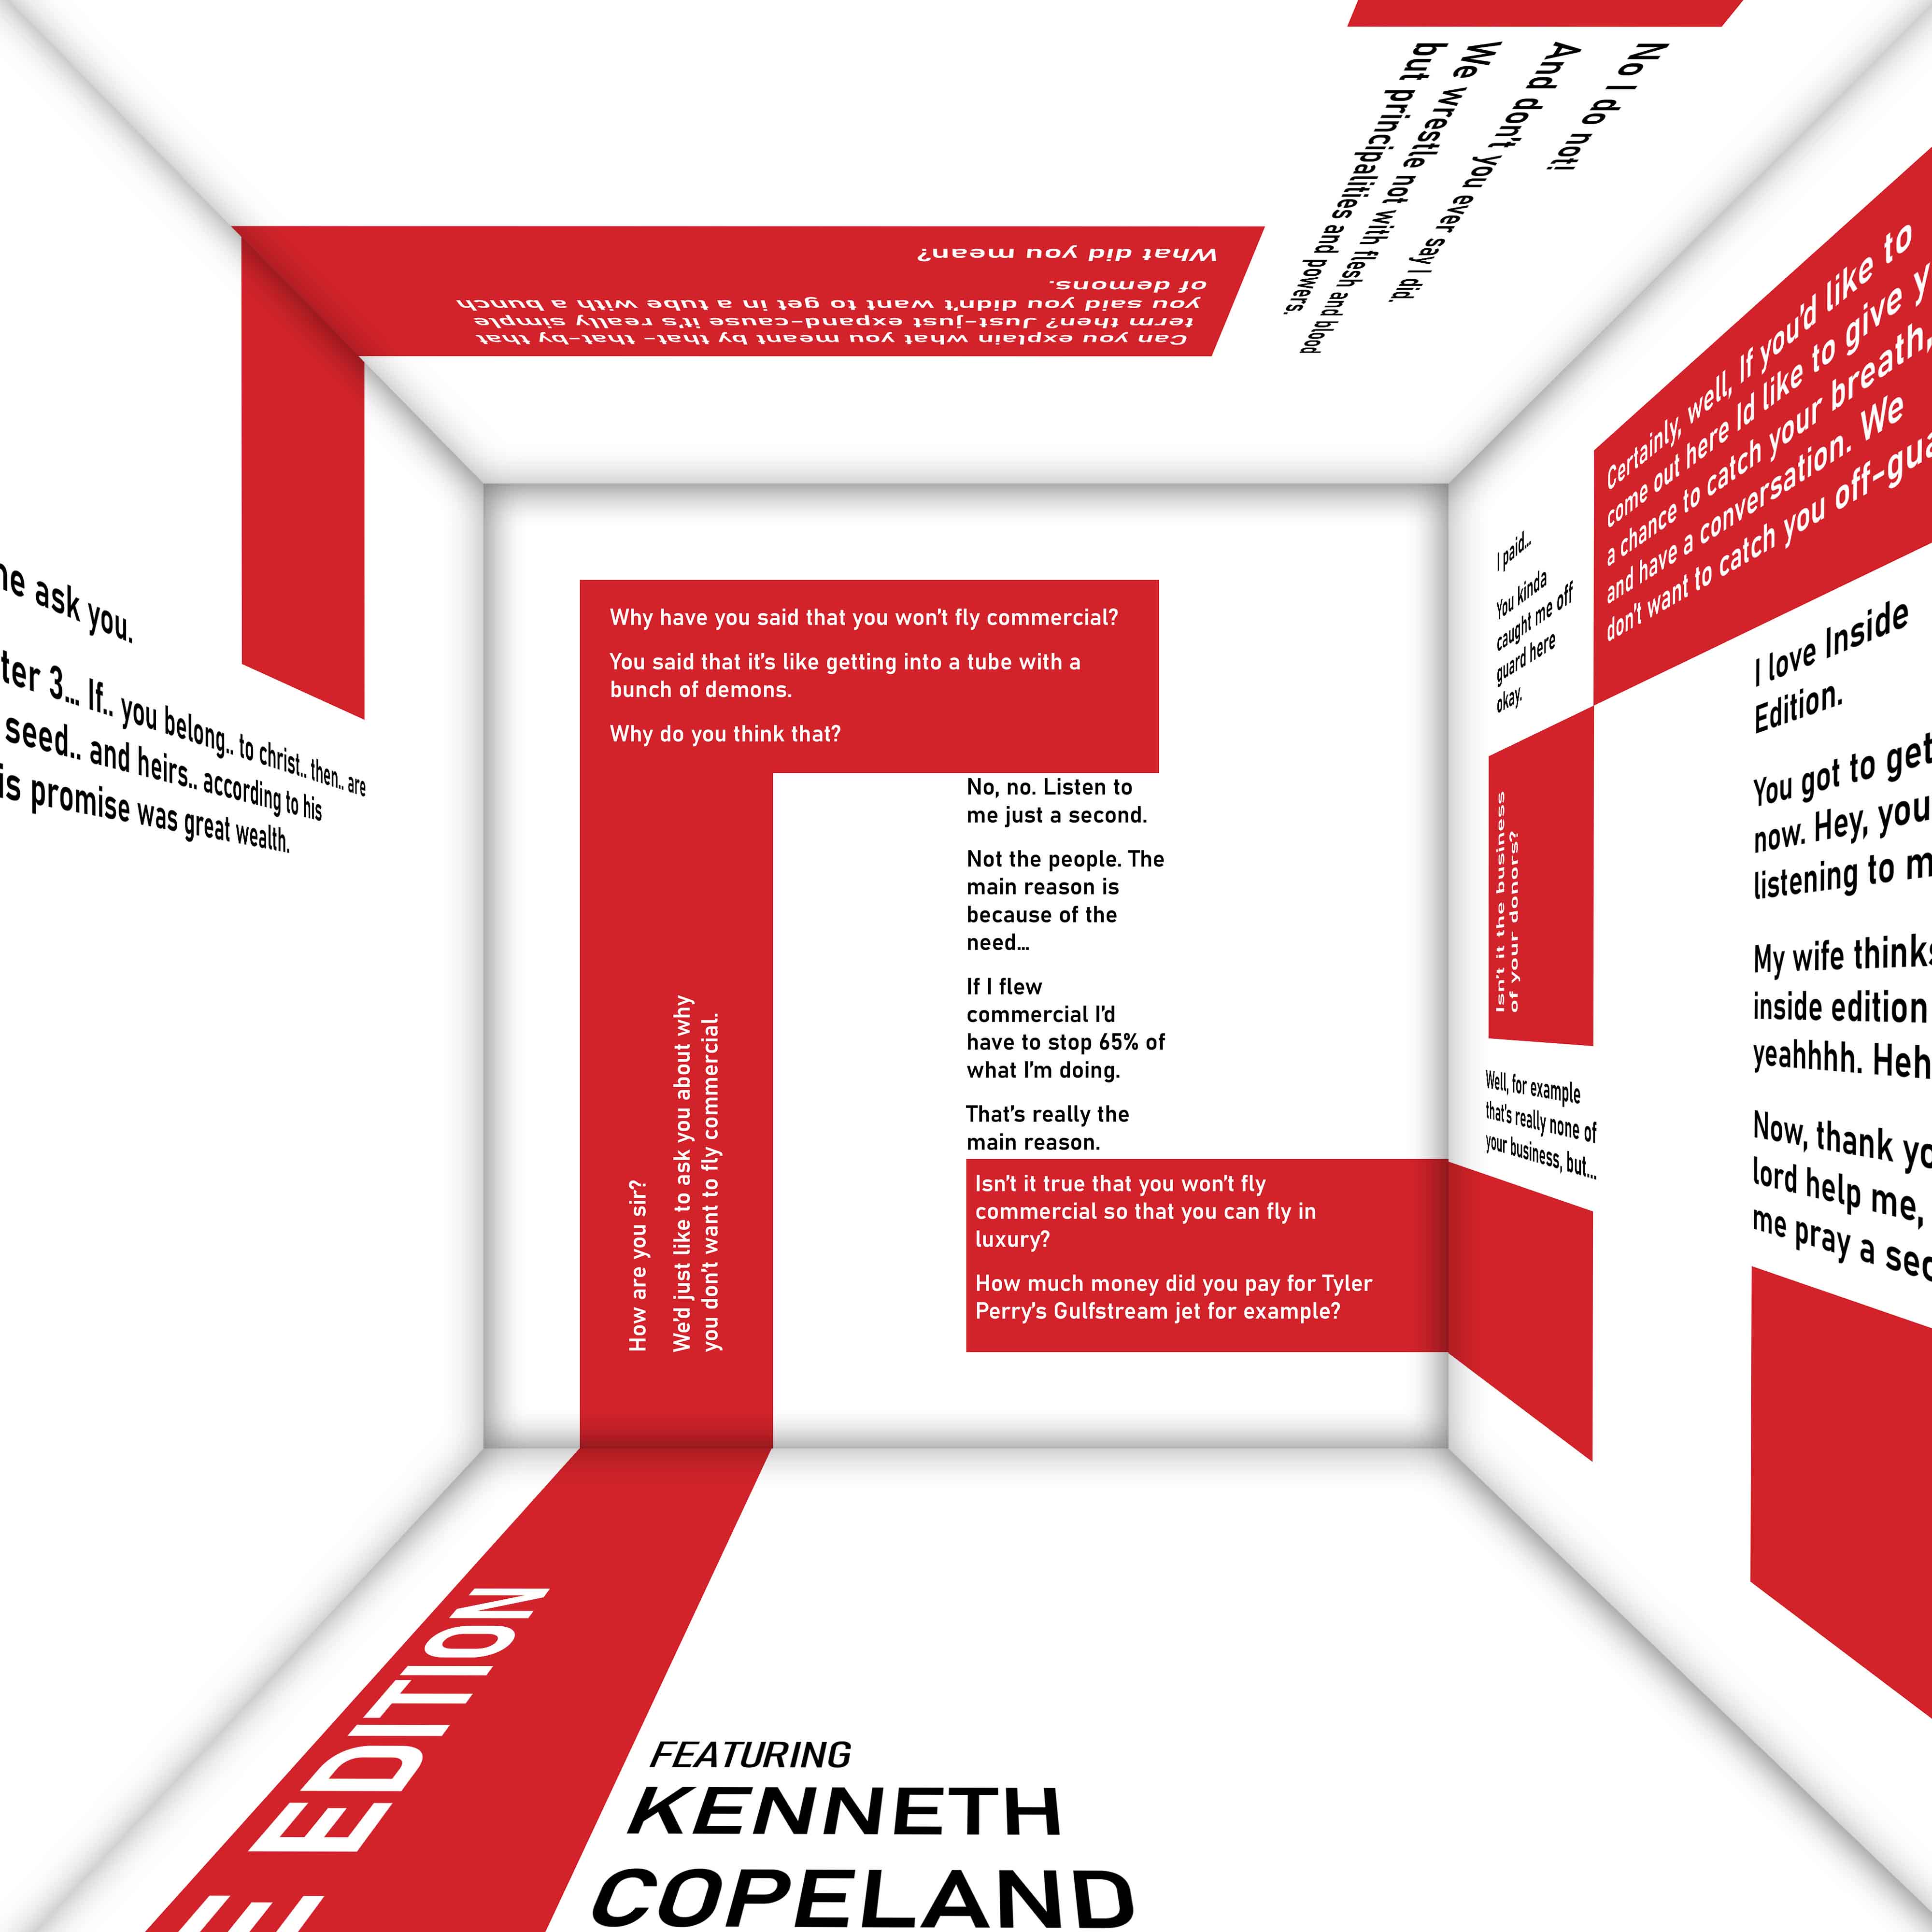 No I do not!
And don't you ever say I did.
We wrestle not with flesh and blood
but principalities and powers.
Can you explain what you meant by that- that-by that
term then? Just-just expand-cause it's really simple
you said you didn't want to get in a tube with a bunch
of demons.
What did you mean?
ask you.
3... If.. you belong.. to christ.. then.. are
seed.. and heirs.. according to his
promise was great wealth.
Why have you said that you won't fly commercial?
You said that it's like getting into a tube with a
bunch of demons.
Why do you think that?
How are you sir?
We'd just like to ask you about why
you don't want to fly commercial.
No, no. Listen to
me just a second.
Not the people. The
main reason is
because of the
need...
If I flew
commercial I'd
have to stop 65% of
what I'm doing.
That's really the
main reason.
Isn't it true that you won't fly
commercial so that you can fly in
luxury?
How much money did you pay for Tyler
Perry's Gulfstream jet for example?
I paid...
You kinda
caught me off
guard here
okay.
Isn't it the business
of your donors?
Well, for example
that's really none of
your business, but...
Certainly, well, If you'd like to
come out here Id like to give
a chance to catch your breath,
and have a conversation. We
don't want to catch you
I love Inside
Edition.
You got to get
now. Hey, you
listening to
My wife thinks
inside edition
yeahhhh. Heh
Now, thank
lord help me,
me pray a
EDITION
FEATURING
KENNETH
COPELAND